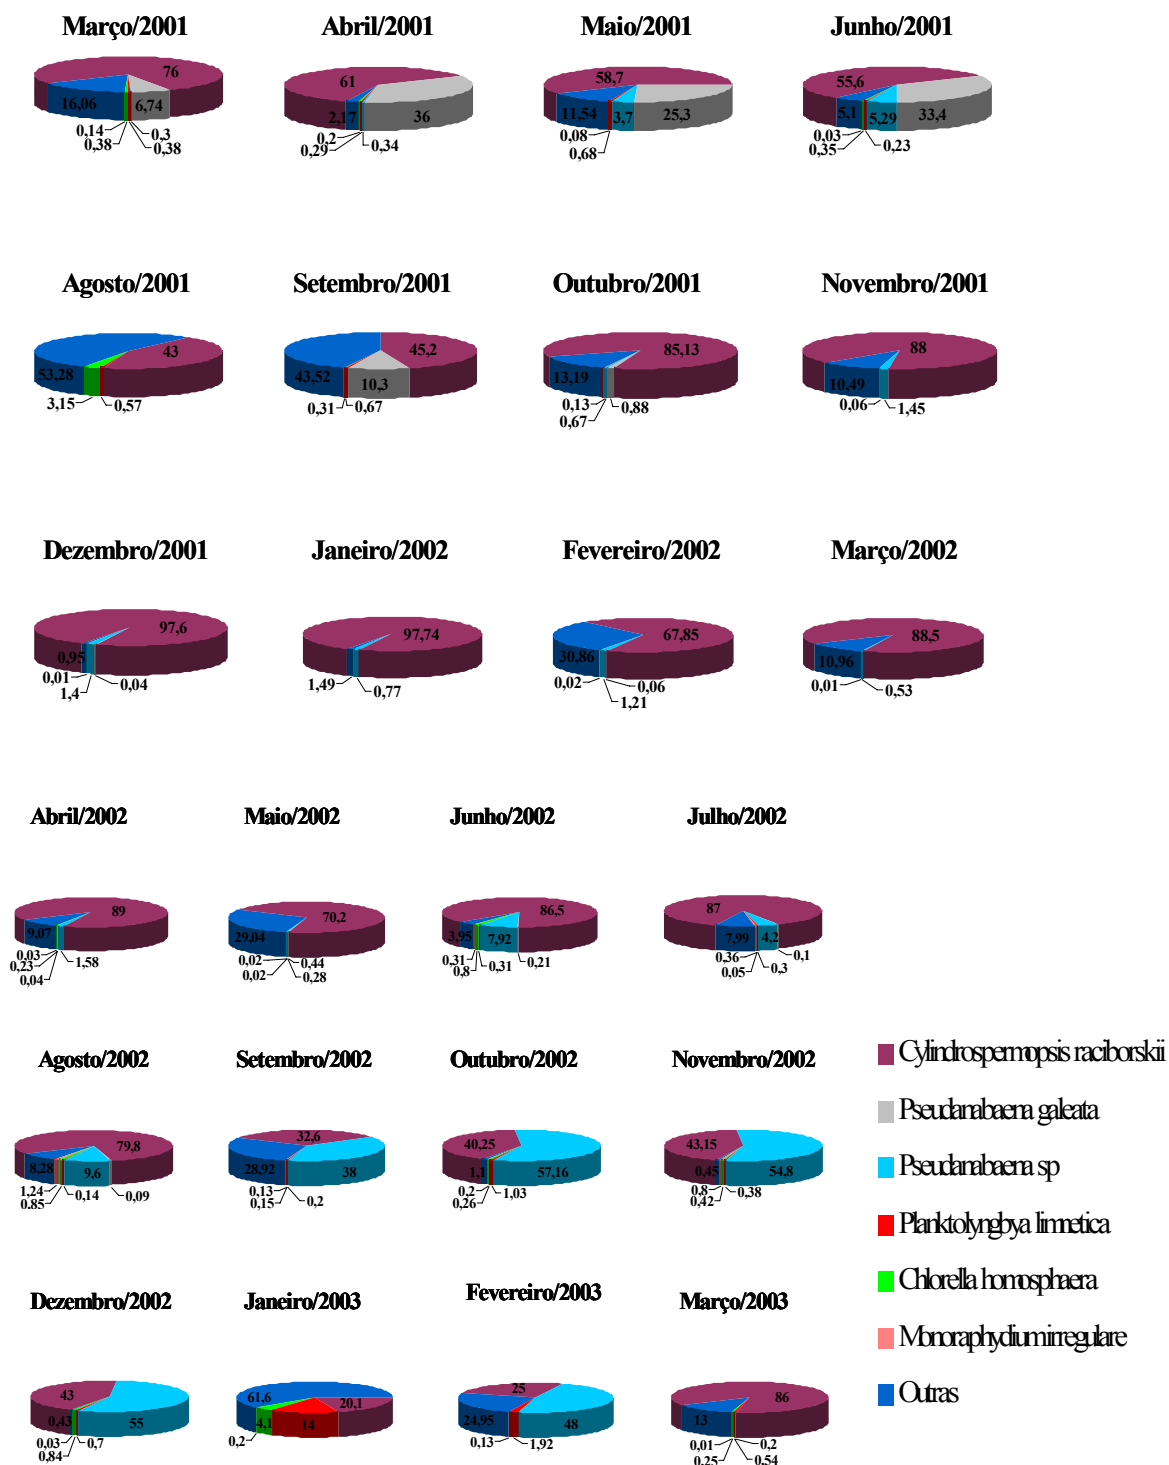 Março/2001 Abril/2001 Maio/2001 Junho/2001
76 61 58,7 55,6
16,06 6,74 2,17 36 11,54 3,7 25,3 5,1 5,29 33,4
0,14 0,3 0,2 0,08 0,03
0,38 0,38 0,29 0,34 0,68 0,35 0,23
Agosto/2001 Setembro/2001 Outubro/2001 Novembro/2001
43 45,2 85,13 88
53,28 43,52 10,3 13,19 10,49
3,15 0,57 0,31 0,67 0,13 0,88 0,06 1,45
0,67
Dezembro/2001 Janeiro/2002 Fevereiro/2002 Março/2002
97,6 97,74 67,85 88,5
0,95 30,86 10,96
0,01 0,04 1,49 0,77 0,02 0,06 0,01 0,53
1,4 1,21
Abril/2002 Maio/2002 Junho/2002 Julho/2002
89 70,2 86,5 87
9,07 29,04 3,95 7,92 7,99 4,2
0,03 1,58 0,02 0,44 0,31 0,31 0,21 0,36 0,1
0,23 0,02 0,28 0,8 0,05 0,3
0,04
Agosto/2002 Setembro/2002 Outubro/2002 Novembro/2002
79,8 32,6 40,25 43,15
8,28 9,6 28,92 38 1,1 57,16 0,45 54,8
1,24 0,14 0,09 0,13 0,2 1,03 0,8 0,38
0,85 0,15 0,2 0,26 0,42
Cylindrospermopsis raciborskii
Pseudanabaena galeata
Pseudanabaena sp
Planktolyngbya limnetica
Chlorella homosphaera
Monoraphydium irregulare
Outras
Dezembro/2002 Janeiro/2003 Fevereiro/2003 Março/2003
43 61,6 20,1 25 86
0,43 55 4,1 14 24,95 48 13
0,03 0,7 0,2 0,13 1,92 0,01 0,2
0,84 0,25 0,54